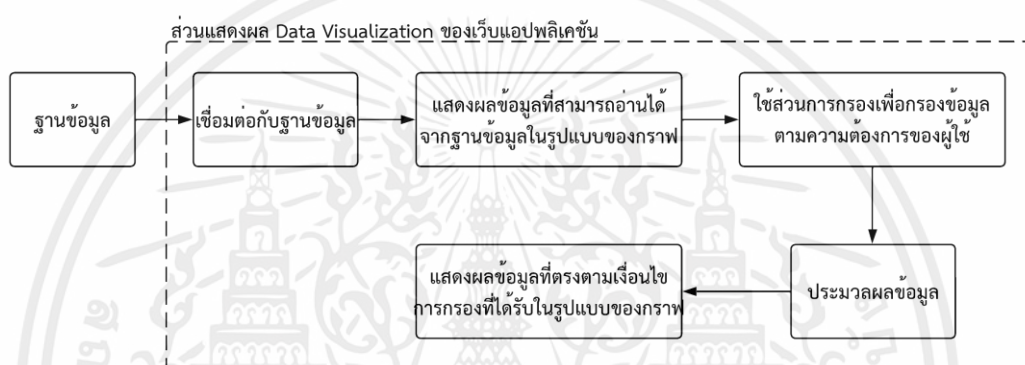 ส่วนแสดงผล Data Visualization ของเว็บแอปพลิเคชัน
ฐานข้อมูล
เชื่อมต่อกับฐานข้อมูล
แสดงผลข้อมูลที่สามารถอ่านได้
จากฐานข้อมูลในรูปแบบของกราฟ
ใช้ส่วนการกรองเพื่อกรองข้อมูล
ตามความต้องการของผู้ใช้
แสดงผลข้อมูลที่ตรงตามเงื่อนไข
การกรองที่ได้รับในรูปแบบของกราฟ
ประมวลผลข้อมูล